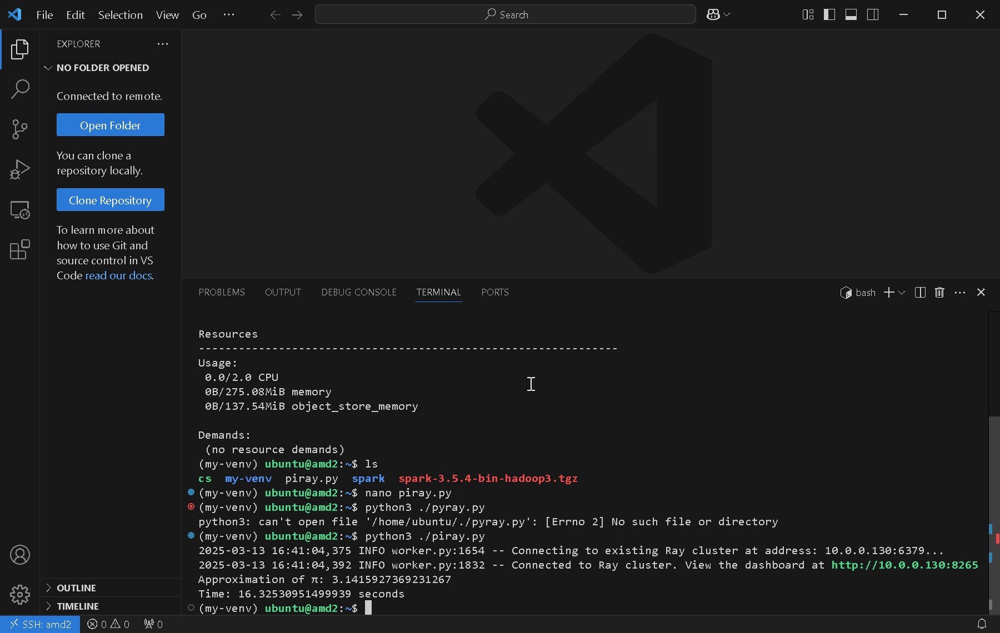 File Edit Selection View Go ···
Search
EXPLORER
NO FOLDER OPENED
Connected to remote.
Open Folder
You can clone a
repository locally.
Clone Repository
To learn more about
how to use Git and
source control in VS
Code read our docs.
OUTLINE
TIMELINE
PROBLEMS OUTPUT DEBUG CONSOLE TERMINAL PORTS
bash
Resources
---------------------------------------------------------------
Usage:
0.0/2.0 CPU
0B/275.08MiB memory
0B/137.54MiB object_store_memory
Demands:
(no resource demands)
(my-venv) ubuntu@amd2:~$ ls
cs my-venv piray.py spark spark-3.5.4-bin-hadoop3.tgz
(my-venv) ubuntu@amd2:~$ nano piray.py
(my-venv) ubuntu@amd2:~$ python3 ./pyray.py
python3: can't open file '/home/ubuntu/./pyray.py': [Errno 2] No such file or directory
(my-venv) ubuntu@amd2:~$ python3 ./piray.py
2025-03-13 16:41:04,375 INFO worker.py:1654 -- Connecting to existing Ray cluster at address: 10.0.0.130:6379...
2025-03-13 16:41:04,392 INFO worker.py:1832 -- Connected to Ray cluster. View the dashboard at http://10.0.0.130:8265
Approximation of π: 3.1415927369231267
Time: 16.32530951499939 seconds
(my-venv) ubuntu@amd2:~$
SSH: amd2 0 0 0